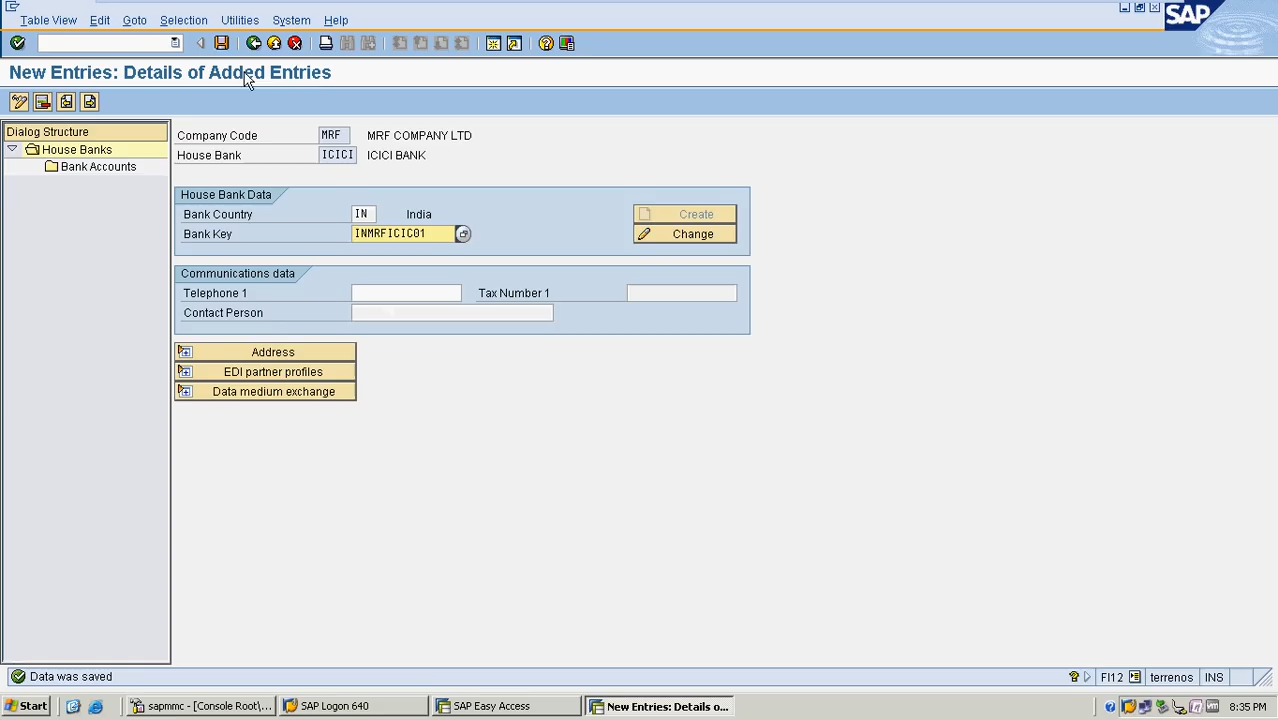 Table View Edit Goto Selection Utilities System Help
SAP
New Entries: Details of Added Entries
Dialog Structure
House Banks
Bank Accounts
Company Code MRF MRF COMPANY LTD
House Bank ICICI ICICI BANK
House Bank Data
Bank Country IN India Create
Bank Key INMRFICIC01 Change
Communications data
Telephone 1 Tax Number 1
Contact Person
Address
EDI partner profiles
Data medium exchange
Data was saved FI12 terrenos INS
Start sapmmc - [Console Root\... SAP Logon 640 SAP Easy Access New Entries: Details o... 8:35 PM